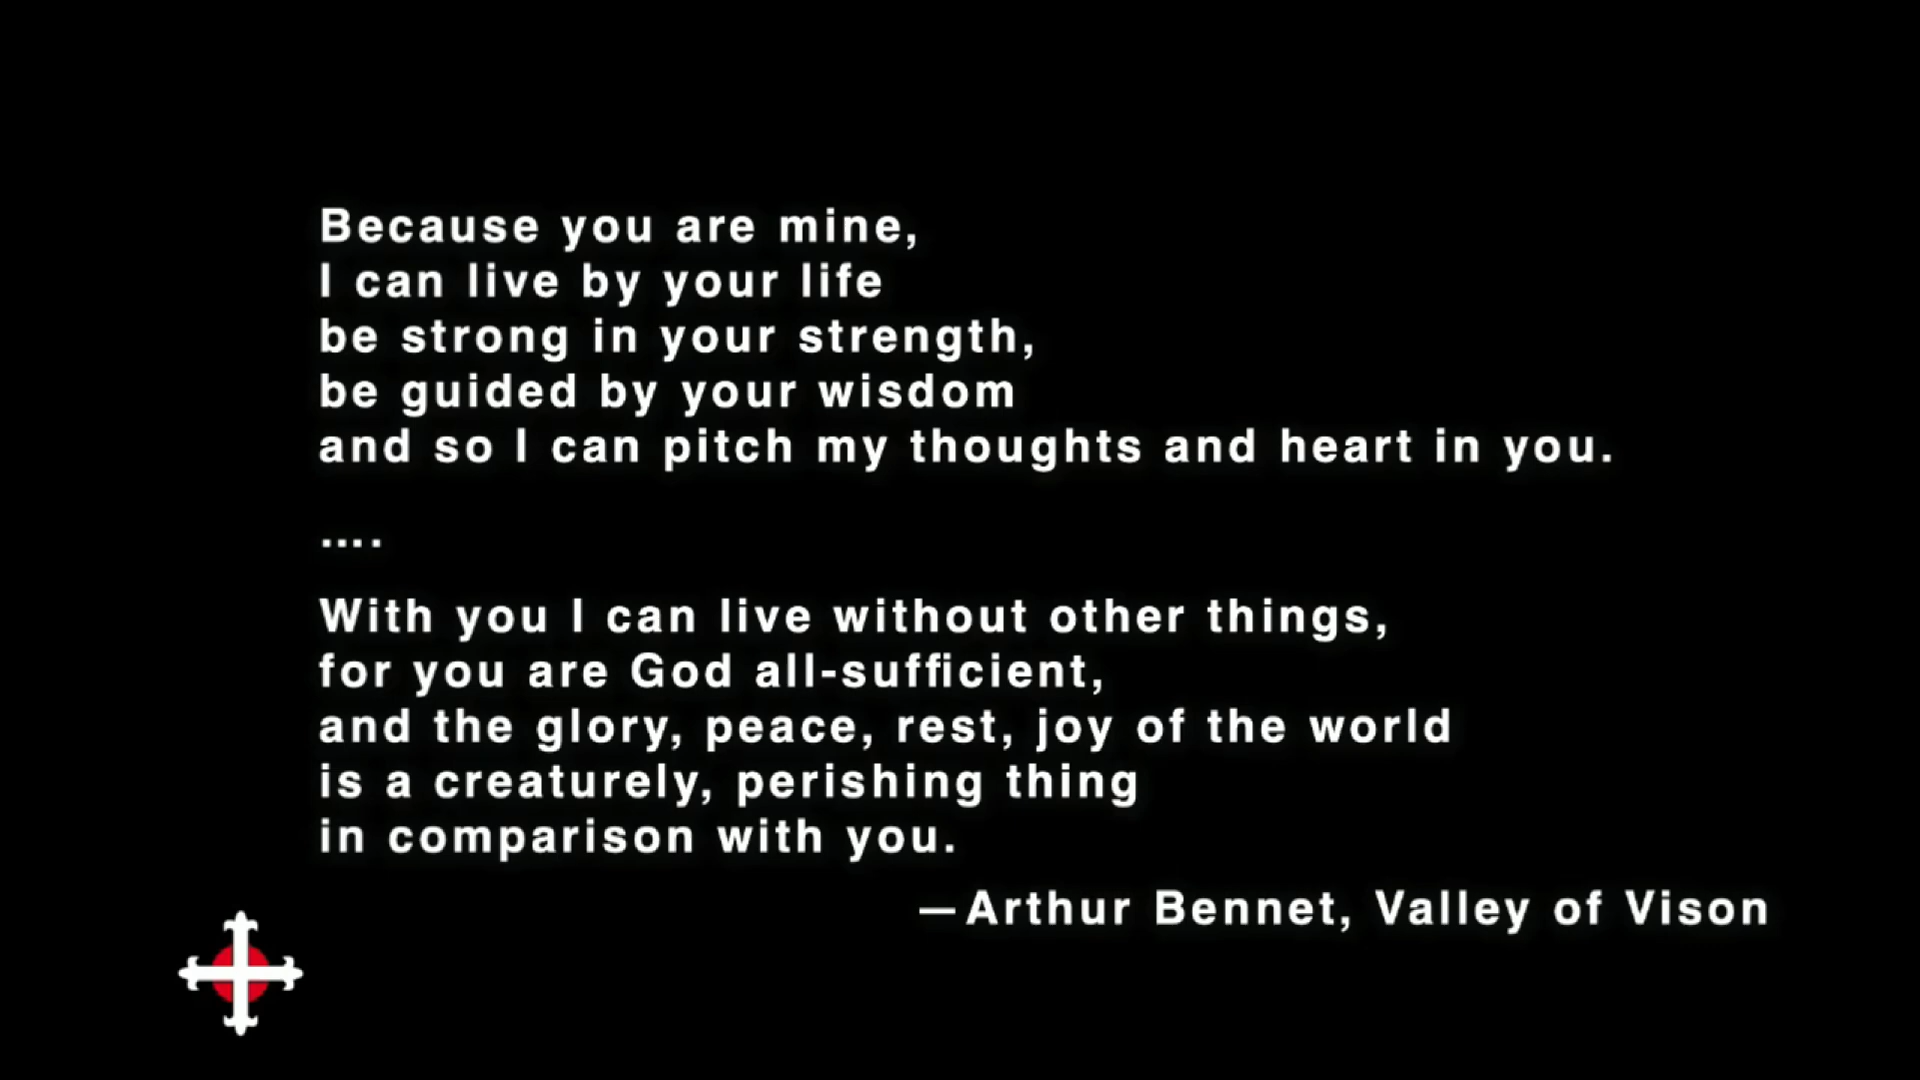 Because you are mine,
I can live by your life
be strong in your strength,
be guided by your wisdom
and so I can pitch my thoughts and heart in you.
....
With you I can live without other things,
for you are God all-sufficient,
and the glory, peace, rest, joy of the world
is a creaturely, perishing thing
in comparison with you.
—Arthur Bennet, Valley of Vison